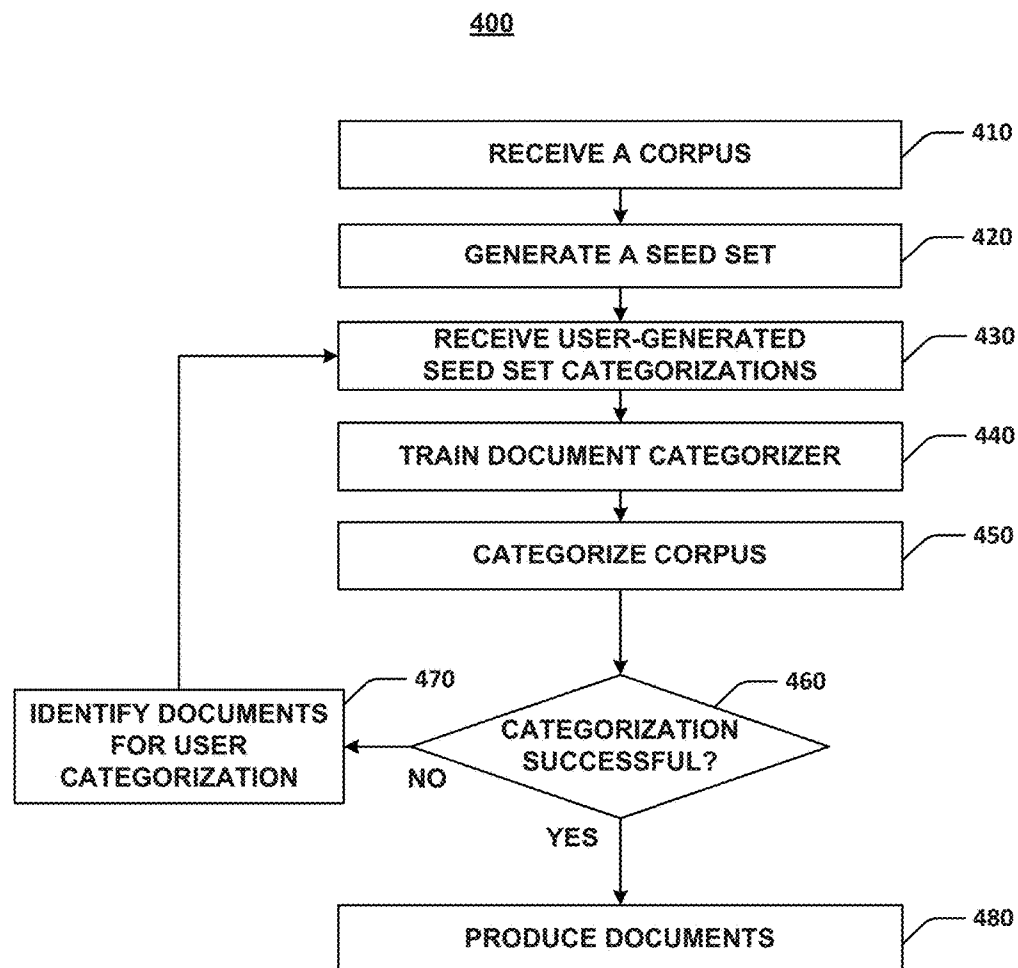 400
RECEIVE A CORPUS
410
GENERATE A SEED SET
420
RECEIVE USER-GENERATED
SEED SET CATEGORIZATIONS
430
TRAIN DOCUMENT CATEGORIZER
440
CATEGORIZE CORPUS
450
CATEGORIZATION
SUCCESSFUL?
460
NO
470
IDENTIFY DOCUMENTS
FOR USER
CATEGORIZATION
YES
PRODUCE DOCUMENTS
480